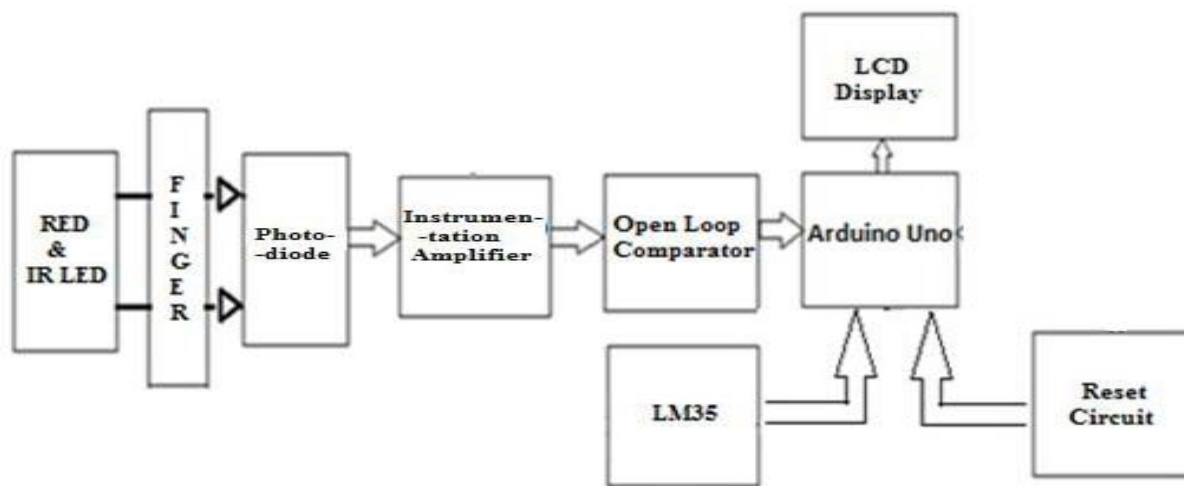 LCD
Display
RED
&
IR LED
F
I
N
G
E
R
Photo-
-diode
Instrumen-
-tation
Amplifier
Open Loop
Comparator
Arduino Uno
LM35
Reset
Circuit